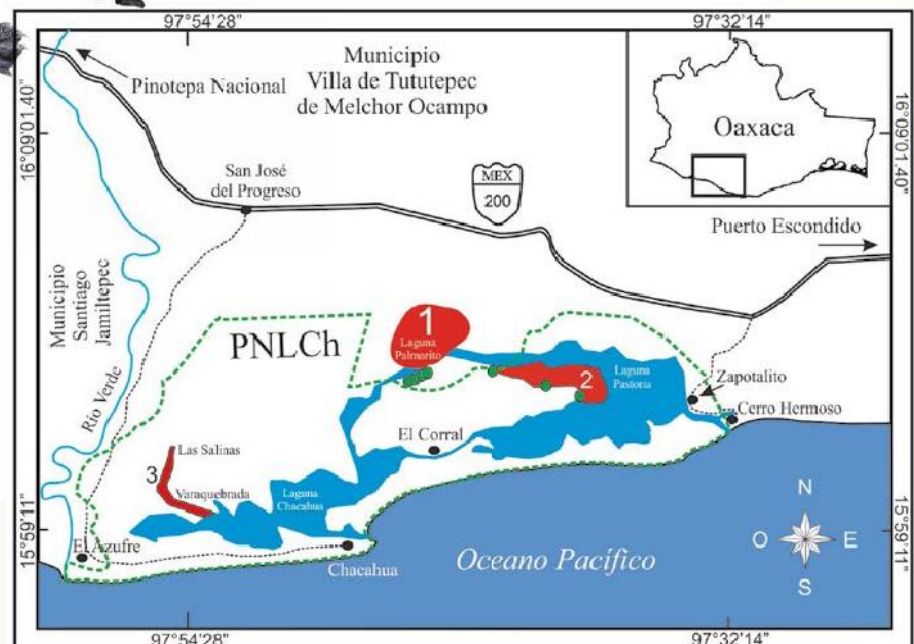 97°54'28"
97°32'14"
Municipio
Villa de Tututepec
de Melchor Ocampo
Pinotepa Nacional
Oaxaca
16°09'01.40"
16°09'01.40"
San José
del Progreso
MEX
200
Puerto Escondido
Municipio
Santiago
Jamiltepec
Río Verde
PNLCh
1
Laguna
Palmarito
2
Laguna
Pastoria
Zapotalito
Cerro Hermoso
El Corral
Las Salinas
3
Varaquebrada
Laguna
Chacahua
El Azufre
Chacahua
Oceano Pacífico
N
O
E
S
15°59'11"
15°59'11"
97°54'28"
97°32'14"